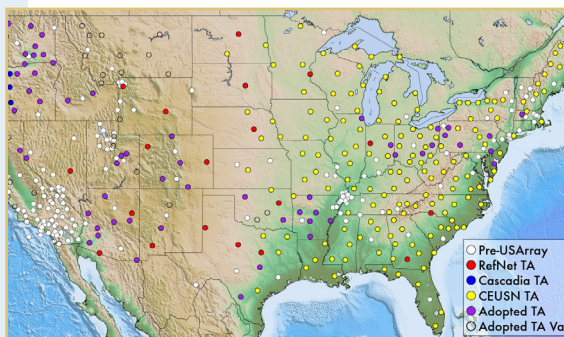 Pre-USArray
RefNet TA
Cascadia TA
CEUSN TA
Adopted TA
Adopted TA Va